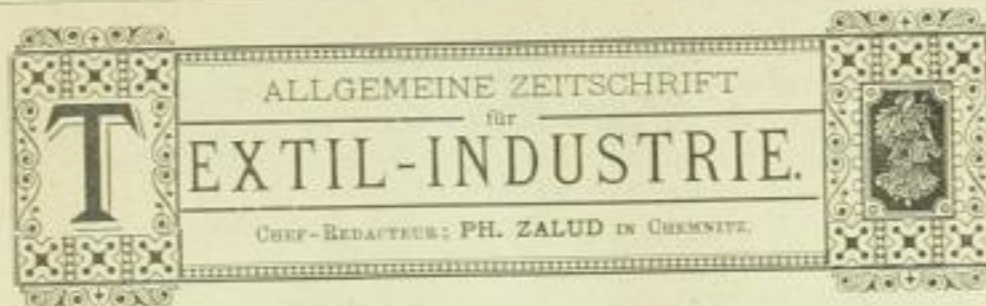 ALLGEMEINE ZEITSCHRIFT
für
TEXTIL-INDUSTRIE.
CHEF-REDACTEUR: PH. ZALUD IN CHEMNITZ.